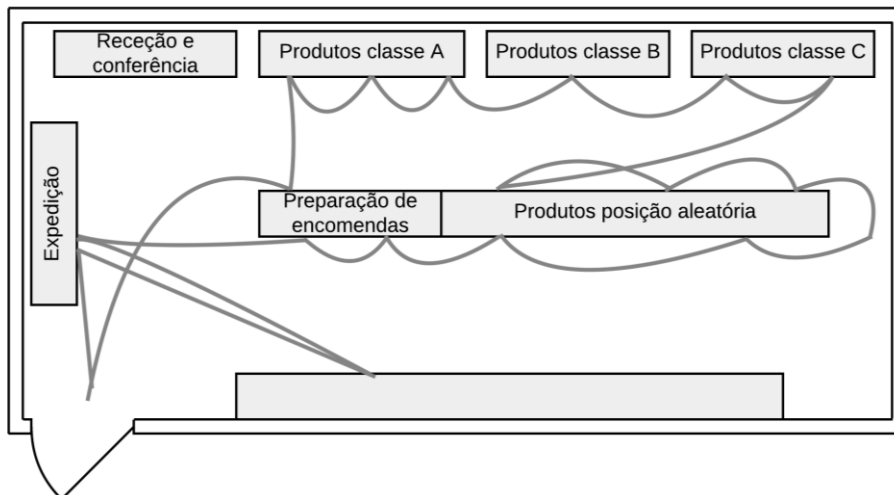 Receção e
conferência
Produtos classe A
Produtos classe B
Produtos classe C
Expedição
Preparação de
encomendas
Produtos posição aleatória